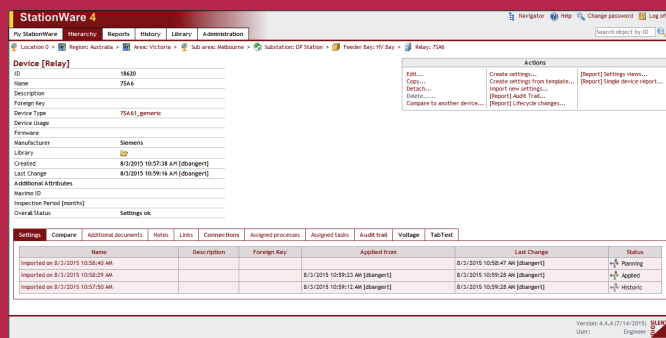 StationWare 4
Navigator Help Change password Log off
My StationWare Hierarchy Reports History Library Administration
Search object by ID
Location 0 > Region: Australia > Area: Victoria > Sub area: Melbourne > Substation: DP Station > Feeder Bay: HV Bay > Relay: 7SA6
Device [Relay]
ID 18620
Name 7SA6
Description
Foreign Key
Device Type 7SA61_generic
Device Usage
Firmware
Manufacturer Siemens
Library
Created 8/3/2015 10:57:38 AM [dbangert]
Last Change 8/3/2015 10:59:16 AM [dbangert]
Additional Attributes
Maximo ID
Inspection Period [months]
Overall Status Settings ok
Actions
Edit... Create settings... [Report] Settings views...
Copy... Create settings from template... [Report] Simple device report...
Detach... Import new settings...
Delete...... [Report] Audit Trail...
Compare to another device... [Report] Lifecycle changes...
Settings Compare Additional documents Notes Links Connections Assigned processes Assigned tasks Audit trail Voltage TabTest
Name Description Foreign Key Applied from Last Change Status
Imported on 8/3/2015 10:58:40 AM 8/3/2015 10:58:47 AM [dbangert] Planning
Imported on 8/3/2015 10:58:29 AM 8/3/2015 10:59:23 AM [dbangert] 8/3/2015 10:59:28 AM [dbangert] Applied
Imported on 8/3/2015 10:57:50 AM 8/3/2015 10:59:12 AM [dbangert] 8/3/2015 10:59:28 AM [dbangert] Historic
Version: 4.4.A (7/14/2015)
User: Engineer